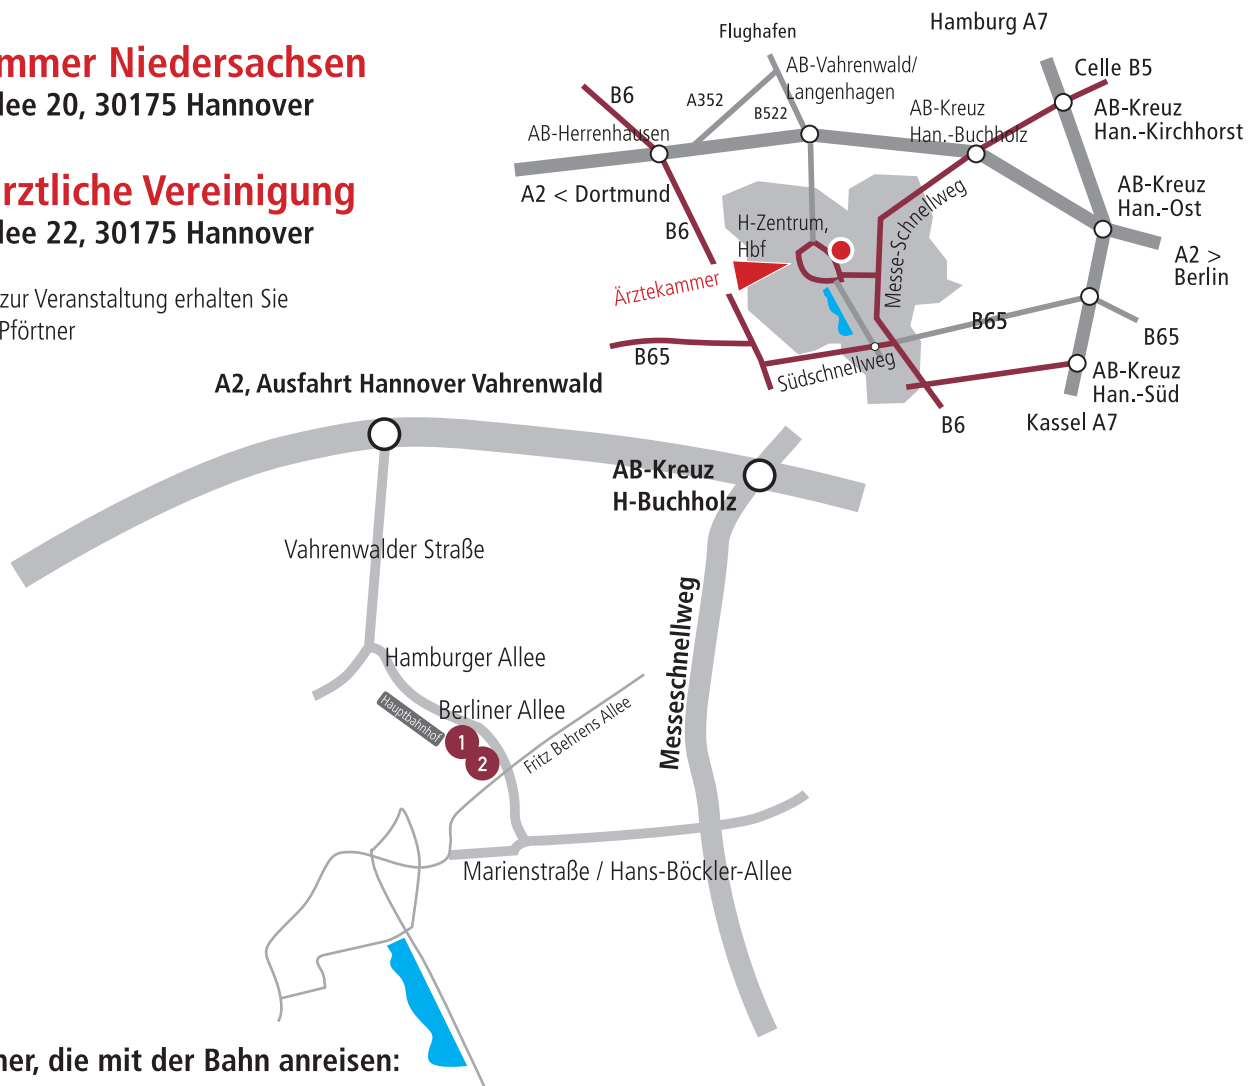 mmer Niedersachsen
lee 20, 30175 Hannover
rztliche Vereinigung
lee 22, 30175 Hannover
zur Veranstaltung erhalten Sie
Pförtner
Hamburg A7
Flughafen
Celle B5
AB-Vahrenwald/
Langenhagen
B6
A352
B522
AB-Kreuz
Han.-Buchholz
AB-Kreuz
Han.-Kirchhorst
AB-Herrenhausen
A2 < Dortmund
AB-Kreuz
Han.-Ost
H-Zentrum,
Hbf
B6
Messe-Schnellweg
A2 >
Berlin
Ärztekammer
B65
B65
B65
Südschnellweg
AB-Kreuz
Han.-Süd
B6
Kassel A7
A2, Ausfahrt Hannover Vahrenwald
AB-Kreuz
H-Buchholz
Vahrenwalder Straße
Messeschnellweg
Hamburger Allee
Hauptbahnhof
Berliner Allee
1
2
Fritz Behrens Allee
Marienstraße / Hans-Böckler-Allee
ner, die mit der Bahn anreisen: